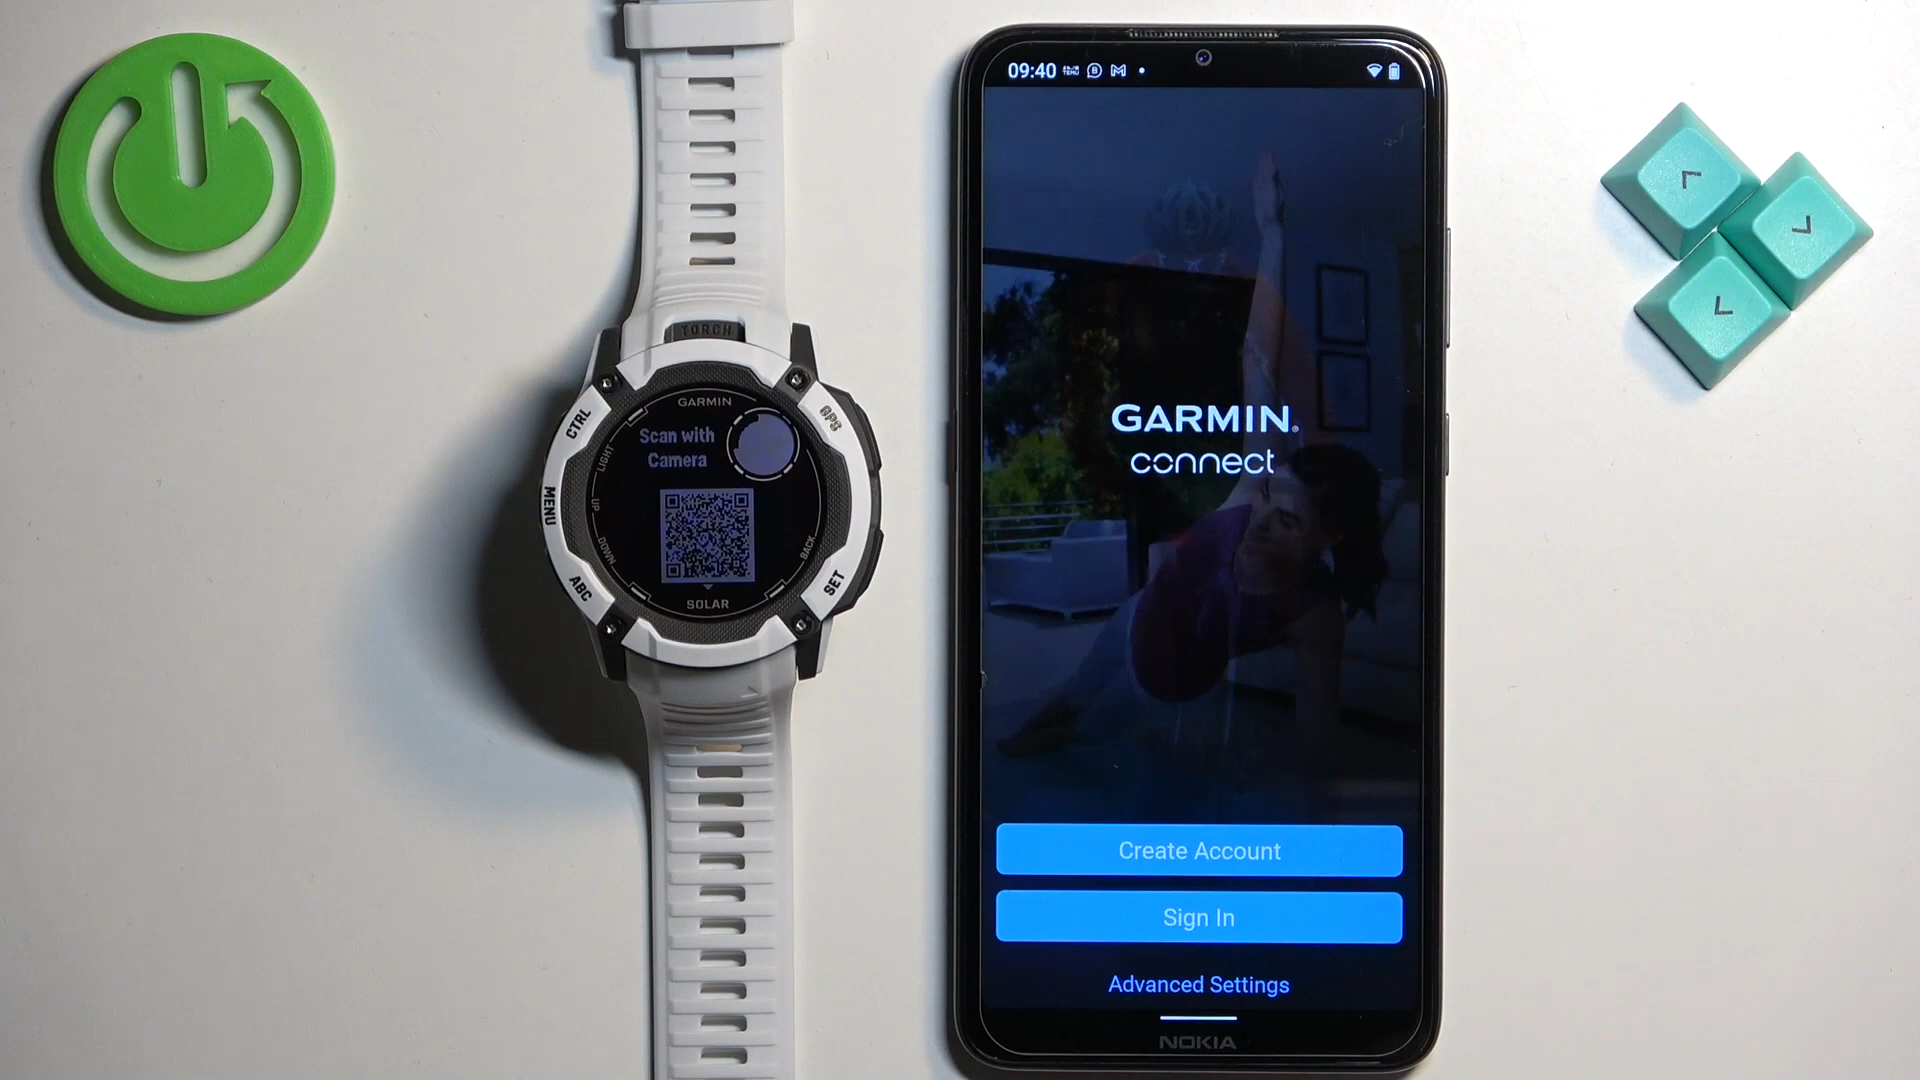 TORCH
CTRL
GPS
LIGHT
MENU
UP
DOWN
BACK
ABC
SET
GARMIN
Scan with
Camera
SOLAR
09:40
GARMIN
connect
Create Account
Sign In
Advanced Settings
NOKIA